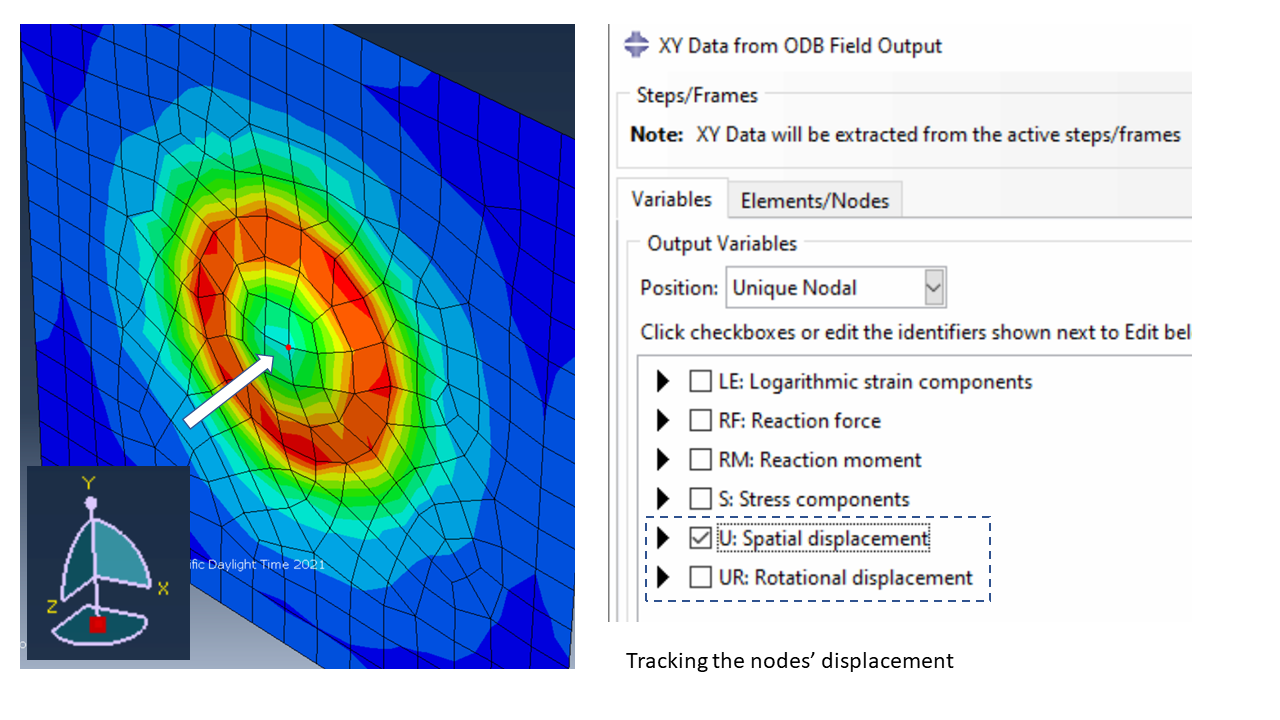 Y
X
Z
ific Daylight Time 2021
XY Data from ODB Field Output
Steps/Frames
Note: XY Data will be extracted from the active steps/frames
Variables
Elements/Nodes
Output Variables
Position: Unique Nodal
Click checkboxes or edit the identifiers shown next to Edit bel
LE: Logarithmic strain components
RF: Reaction force
RM: Reaction moment
S: Stress components
U: Spatial displacement
UR: Rotational displacement
Tracking the nodes’ displacement